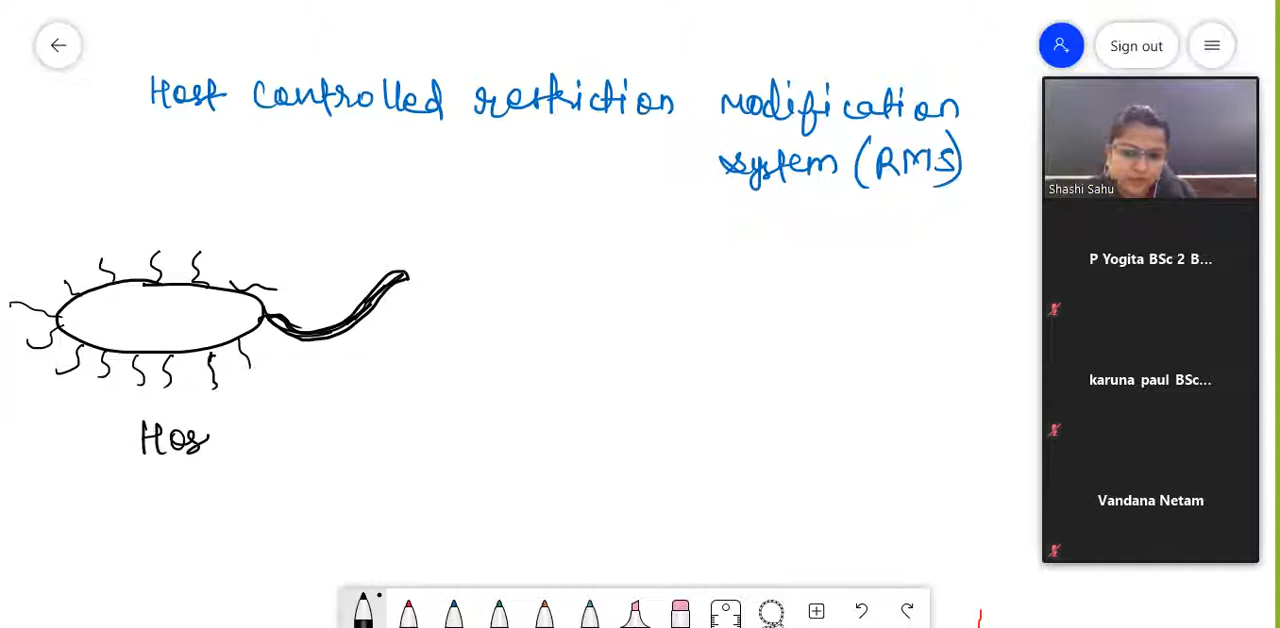 Sign out
Host controlled restriction modification
system (RMS)
Shashi Sahu
P Yogita BSc 2 B...
karuna paul BSc...
Hos
Vandana Netam